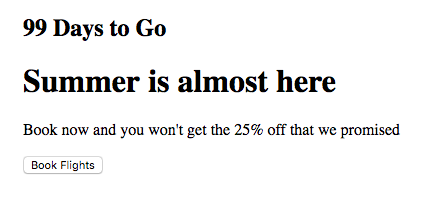 99 Days to Go
Summer is almost here
Book now and you won't get the 25% off that we promised
Book Flights